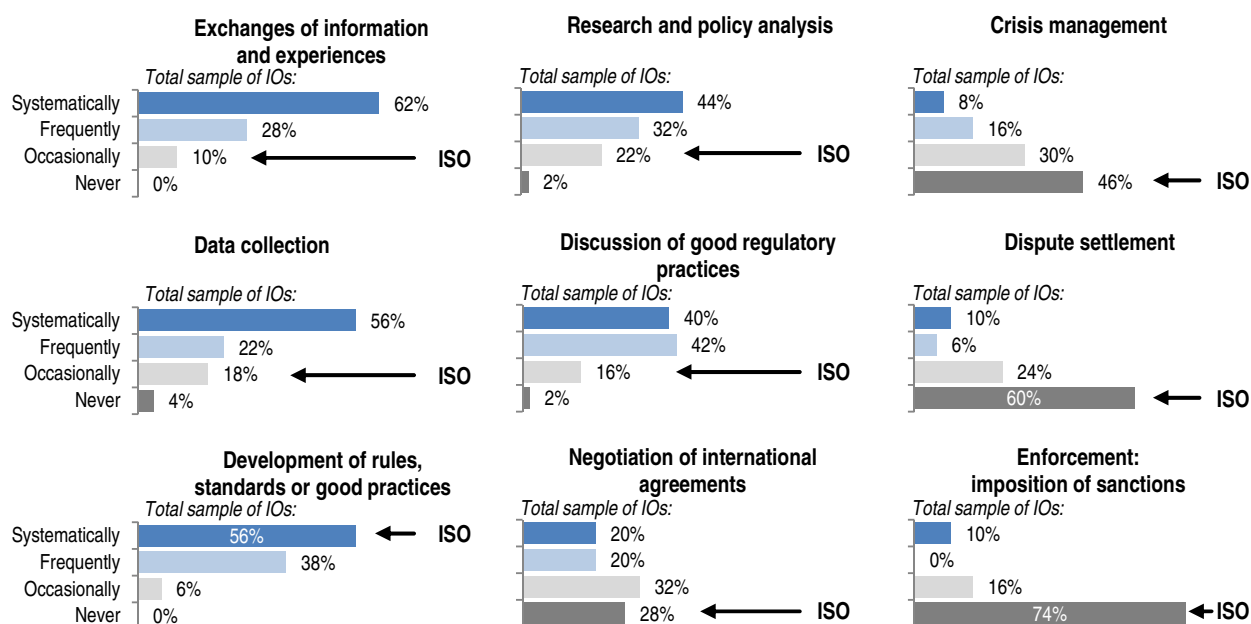 Exchanges of information
and experiences
Total sample of IOs:
Systematically 62%
Frequently 28%
Occasionally 10% ISO
Never 0%
Research and policy analysis
Total sample of IOs:
44%
32%
22% ISO
2%
Crisis management
Total sample of IOs:
8%
16%
30%
46% ISO
Data collection
Total sample of IOs:
Systematically 56%
Frequently 22%
Occasionally 18% ISO
Never 4%
Discussion of good regulatory
practices
Total sample of IOs:
40%
42%
16% ISO
2%
Dispute settlement
Total sample of IOs:
10%
6%
24%
60% ISO
Development of rules,
standards or good practices
Total sample of IOs:
Systematically 56% ISO
Frequently 38%
Occasionally 6%
Never 0%
Negotiation of international
agreements
Total sample of IOs:
20%
20%
32%
28% ISO
Enforcement:
imposition of sanctions
Total sample of IOs:
10%
0%
16%
74% ISO